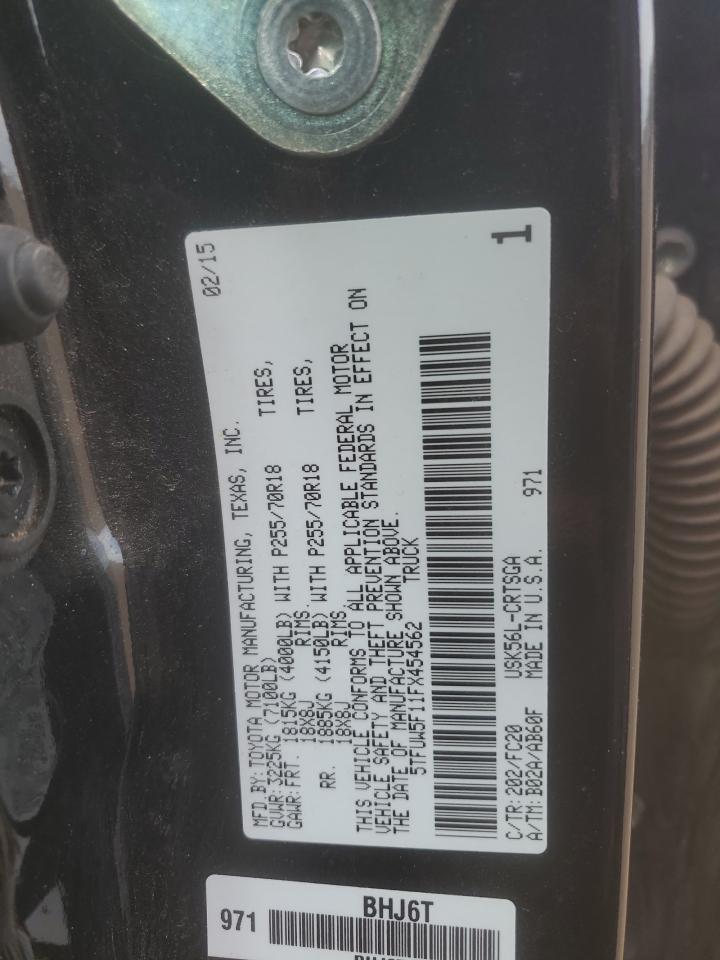 MFD BY: TOYOTA MOTOR MANUFACTURING, TEXAS, INC. 02/15
GVWR: 3225KG (7100LB)
GAWR: FRT. 1815KG (4000LB) WITH P255/70R18 TIRES,
18X8J RIMS.
RR. 1885KG (4150LB) WITH P255/70R18 TIRES,
18X8J RIMS.
THIS VEHICLE CONFORMS TO ALL APPLICABLE FEDERAL MOTOR
VEHICLE SAFETY AND THEFT PREVENTION STANDARDS IN EFFECT ON
THE DATE OF MANUFACTURE SHOWN ABOVE.
5TFUW5F11FX454562 TRUCK
C/TR: 202/FC20 USK56L-CRTSGA 971
A/TM: B02A/AB60F MADE IN U.S.A.
1
BHJ6T
971